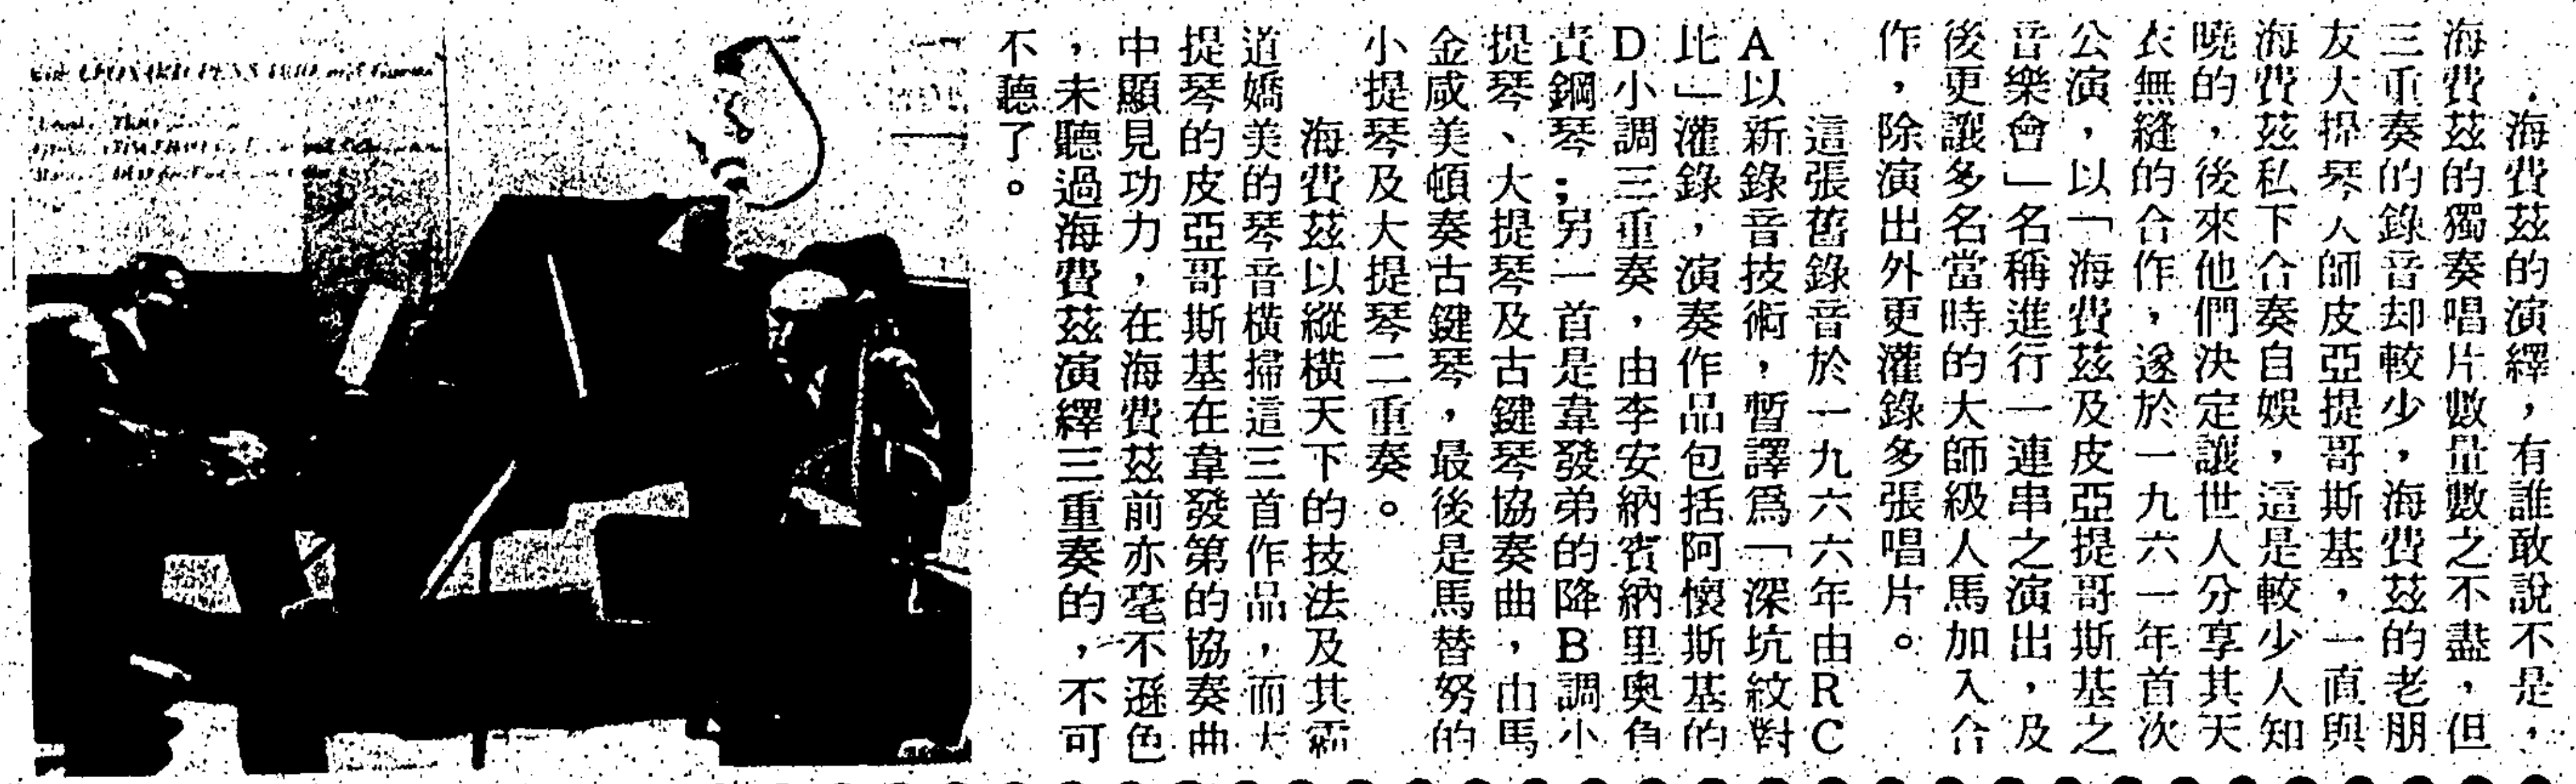 海費茲的演繹，有誰敢說不是，
海費茲的獨奏唱片數量數之不盡，但
三重奏的錄音却較少，海費茲的老朋
友大提琴大師皮亞提哥斯基，一直與
海費茲私下合奏自娛，這是較少人知
曉的，後來他們決定讓世人分享其天
衣無縫的合作，遂於一九六一年首次
公演，以「海費茲及皮亞提哥斯基之
音樂會」名稱進行一連串之演出，及
後更讓多名當時的大師級人馬加入合
作，除演出外更灌錄多張唱片。
這張舊錄音於一九六六年由RC
A以新錄音技術，暫譯爲「深坑紋對
比」灌錄，演奏作品包括阿懷斯基的
D小調三重奏，由李安納賓納里奧負
責鋼琴；另一首是韋發弟的降B調小
提琴、大提琴及古鍵琴協奏曲，由馬
金咸美頓奏古鍵琴，最後是馬替努的
小提琴及大提琴二重奏。
海費茲以縱橫天下的技法及其霸
道嬌美的琴音橫掃這三首作品，而大
提琴的皮亞哥斯基在韋發第的協奏曲
中顯見功力，在海費茲前亦毫不遜色
，未聽過海費茲演繹三重奏的，不可
不聽了。